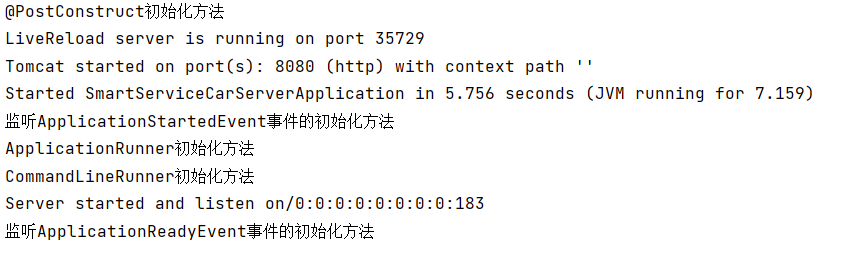 @PostConstruct初始化方法
LiveReload server is running on port 35729
Tomcat started on port(s): 8080 (http) with context path ''
Started SmartServiceCarServerApplication in 5.756 seconds (JVM running for 7.159)
监听ApplicationStartedEvent事件的初始化方法
ApplicationRunner初始化方法
CommandLineRunner初始化方法
Server started and listen on/0:0:0:0:0:0:0:0:183
监听ApplicationReadyEvent事件的初始化方法